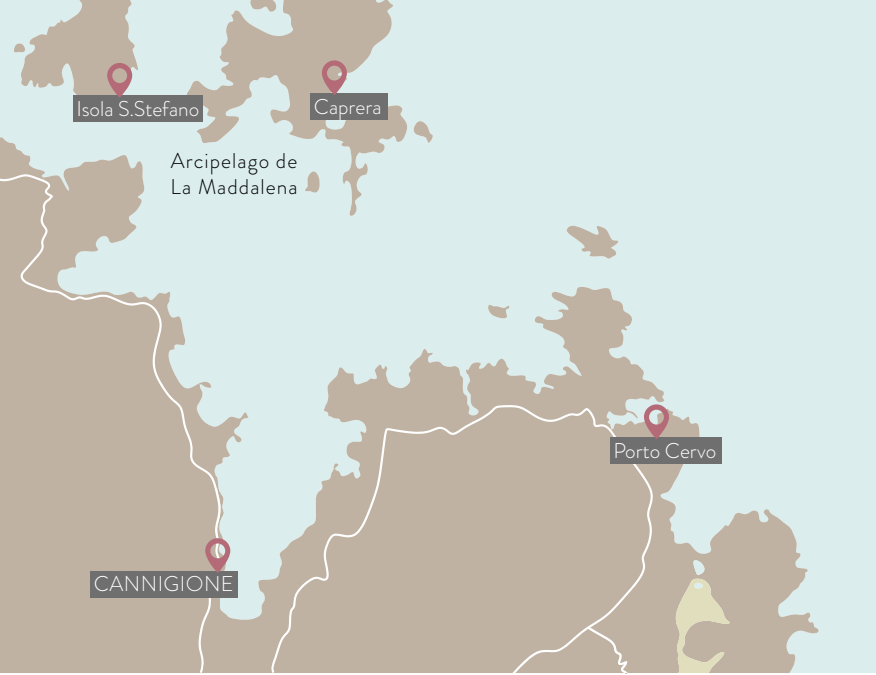 Isola S.Stefano
Caprera
Arcipelago de
La Maddalena
Porto Cervo
CANNIGIONE